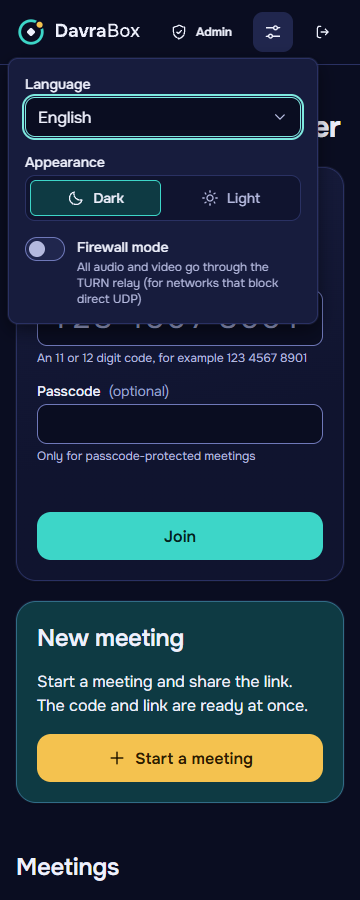 DavraBox
Admin
Language
English
Appearance
Dark
Light
Firewall mode
All audio and video go through the
TURN relay (for networks that block
direct UDP)
An 11 or 12 digit code, for example 123 4567 8901
Passcode (optional)
Only for passcode-protected meetings
Join
New meeting
Start a meeting and share the link.
The code and link are ready at once.
Start a meeting
Meetings